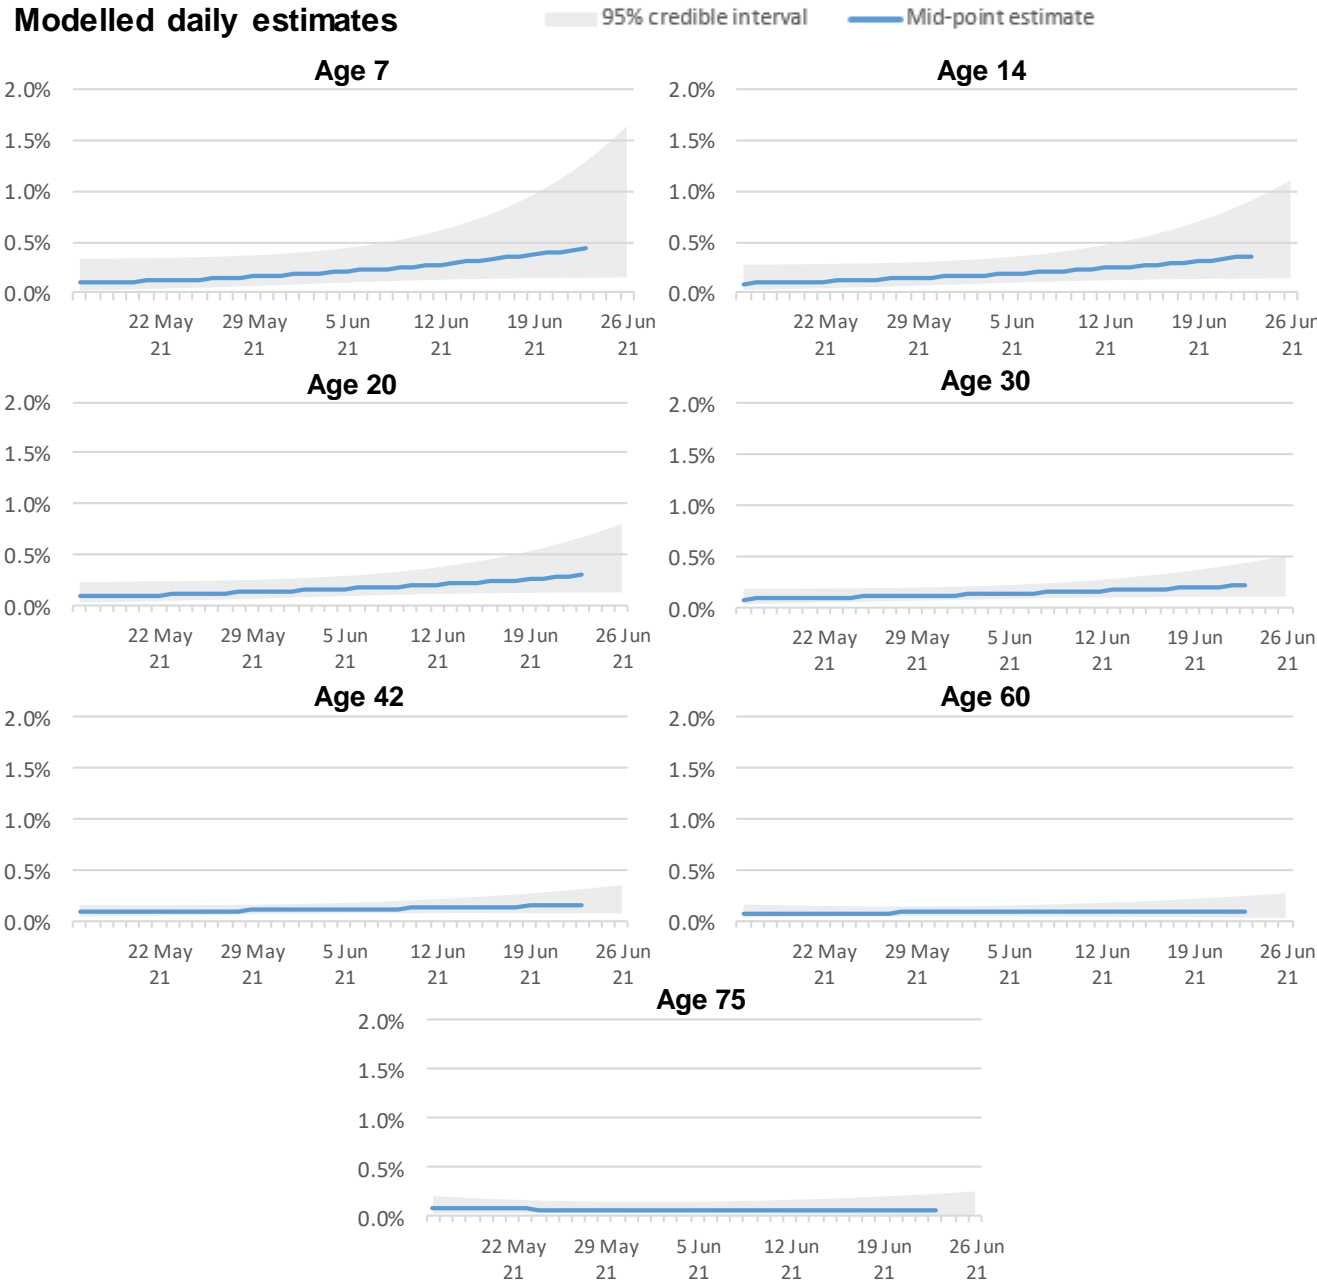 Modelled daily estimates
95% credible interval
Mid-point estimate
Age 7
2.0%
1.5%
1.0%
0.5%
0.0%
22 May 21
29 May 21
5 Jun 21
12 Jun 21
19 Jun 21
26 Jun 21
Age 14
2.0%
1.5%
1.0%
0.5%
0.0%
22 May 21
29 May 21
5 Jun 21
12 Jun 21
19 Jun 21
26 Jun 21
Age 20
2.0%
1.5%
1.0%
0.5%
0.0%
22 May 21
29 May 21
5 Jun 21
12 Jun 21
19 Jun 21
26 Jun 21
Age 30
2.0%
1.5%
1.0%
0.5%
0.0%
22 May 21
29 May 21
5 Jun 21
12 Jun 21
19 Jun 21
26 Jun 21
Age 42
2.0%
1.5%
1.0%
0.5%
0.0%
22 May 21
29 May 21
5 Jun 21
12 Jun 21
19 Jun 21
26 Jun 21
Age 60
2.0%
1.5%
1.0%
0.5%
0.0%
22 May 21
29 May 21
5 Jun 21
12 Jun 21
19 Jun 21
26 Jun 21
Age 75
2.0%
1.5%
1.0%
0.5%
0.0%
22 May 21
29 May 21
5 Jun 21
12 Jun 21
19 Jun 21
26 Jun 21